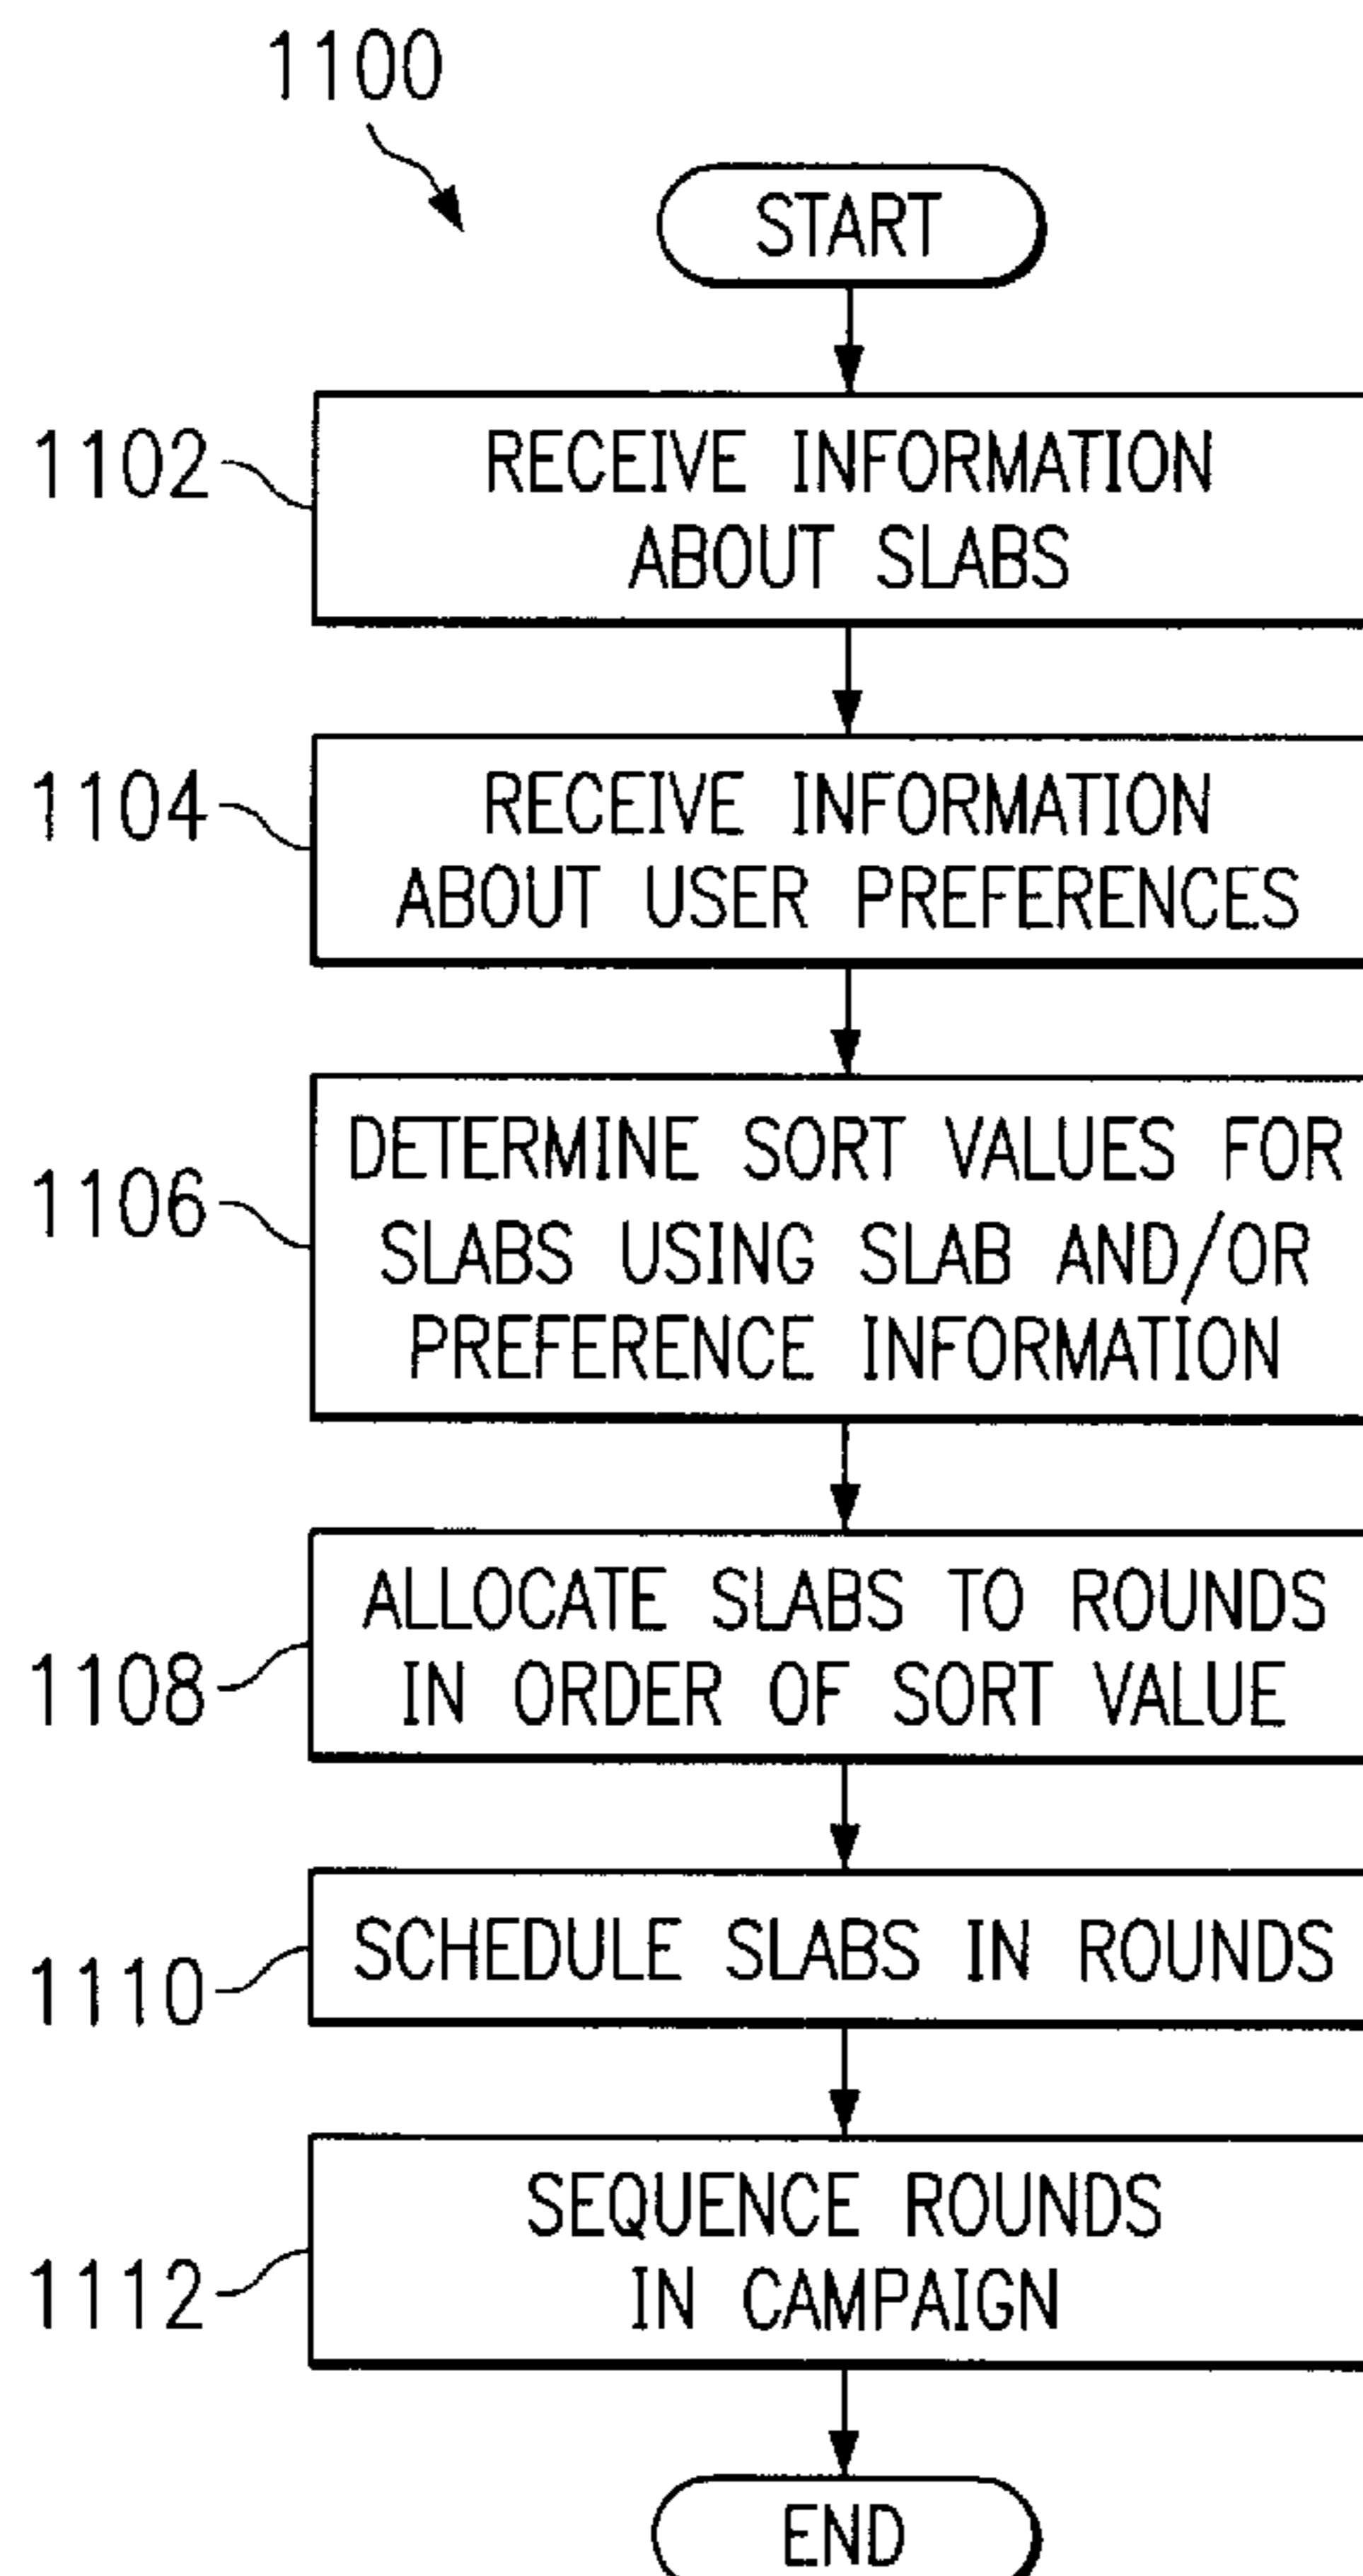 1100
START
1102
RECEIVE INFORMATION
ABOUT SLABS
1104
RECEIVE INFORMATION
ABOUT USER PREFERENCES
1106
DETERMINE SORT VALUES FOR
SLABS USING SLAB AND/OR
PREFERENCE INFORMATION
1108
ALLOCATE SLABS TO ROUNDS
IN ORDER OF SORT VALUE
1110
SCHEDULE SLABS IN ROUNDS
1112
SEQUENCE ROUNDS
IN CAMPAIGN
END